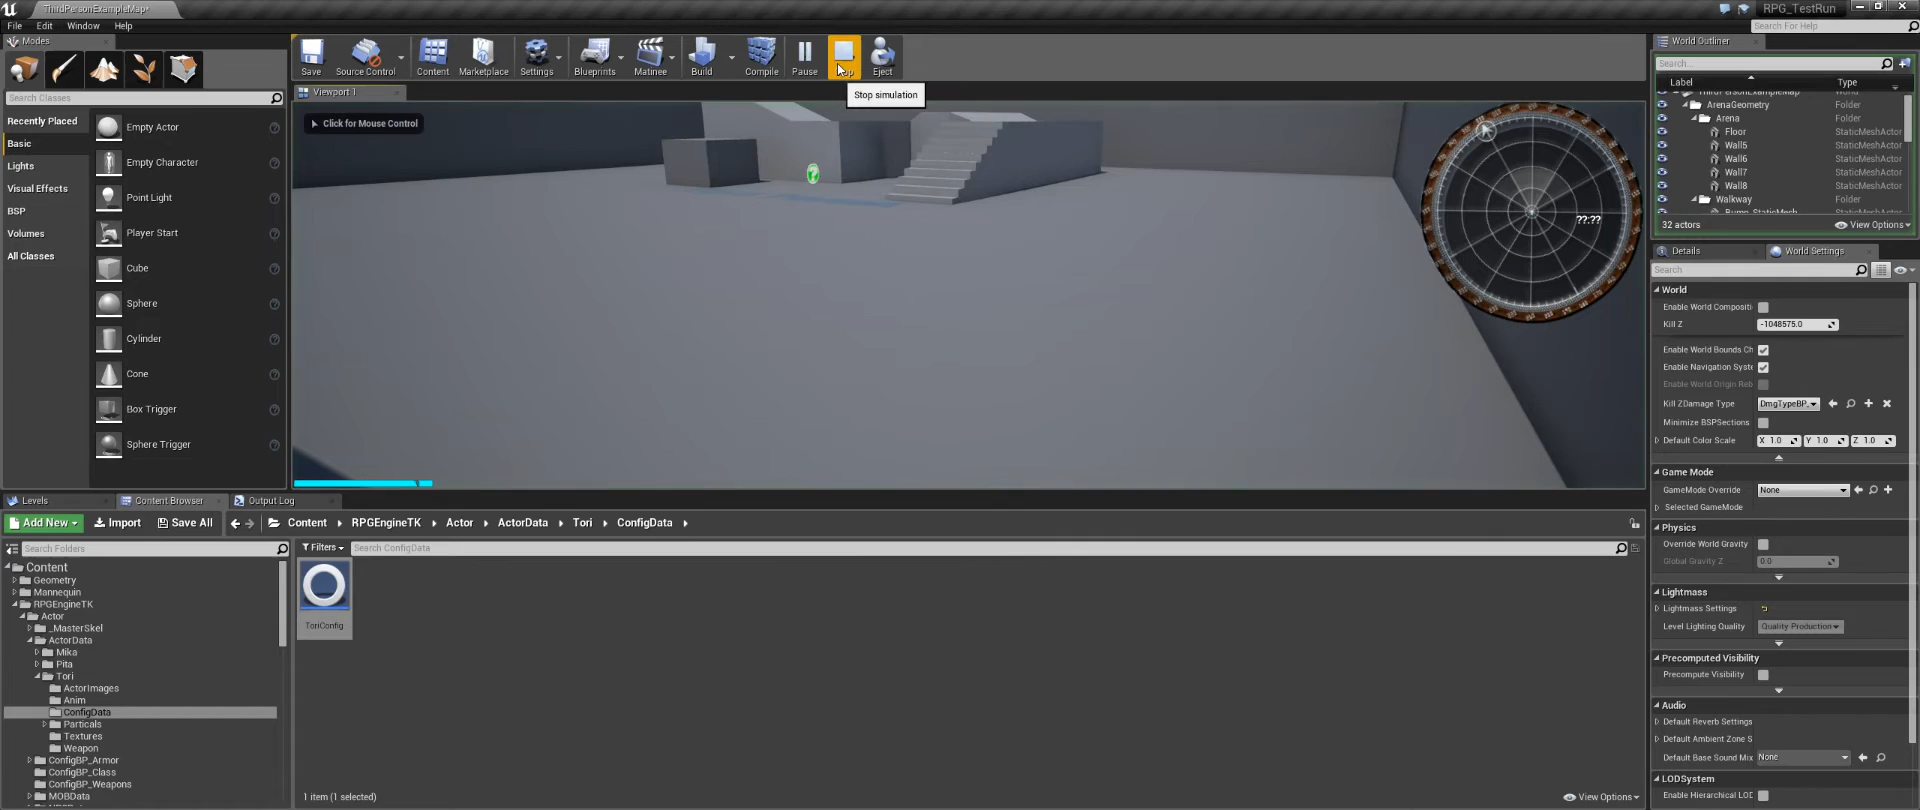 ThirdPersonExampleMap*
RPG_TestRun
File Edit Window Help
Search For Help
Modes
Save Source Control Content Marketplace Settings Blueprints Matinee Build Compile Pause Eject
Stop simulation
Search Classes
Recently Placed
Basic
Lights
Visual Effects
BSP
Volumes
All Classes
Empty Actor
Empty Character
Point Light
Player Start
Cube
Sphere
Cylinder
Cone
Box Trigger
Sphere Trigger
Viewport 1
Click for Mouse Control
??:??
World Outliner
Search...
Label Type
ThirdPersonExampleMap World
ArenaGeometry Folder
Arena Folder
Floor StaticMeshActor
Wall5 StaticMeshActor
Wall6 StaticMeshActor
Wall7 StaticMeshActor
Wall8 StaticMeshActor
Walkway Folder
Bump_StaticMesh StaticMeshActor
32 actors View Options
Details World Settings
Search
World
Enable World Compositi
Kill Z -1048575.0
Enable World Bounds Ch
Enable Navigation Syste
Enable World Origin Reb
Kill ZDamage Type DmgTypeBP_
Minimize BSPSections
Default Color Scale X 1.0 Y 1.0 Z 1.0
Game Mode
GameMode Override None
Selected GameMode
Physics
Override World Gravity
Global Gravity Z 0.0
Lightmass
Lightmass Settings
Level Lighting Quality Quality Production
Precomputed Visibility
Precompute Visibility
Audio
Default Reverb Settings
Default Ambient Zone S
Default Base Sound Mix None
LODSystem
Enable Hierarchical LOD
Levels Content Browser Output Log
Add New Import Save All Content RPGEngineTK Actor ActorData Tori ConfigData
Search Folders
Filters Search ConfigData
Content
Geometry
Mannequin
RPGEngineTK
Actor
_MasterSkel
ActorData
Mika
Pita
Tori
ActorImages
Anim
ConfigData
Particals
Textures
Weapon
ConfigBP_Armor
ConfigBP_Class
ConfigBP_Weapons
MOBData
ToriConfig
1 item (1 selected)
View Options